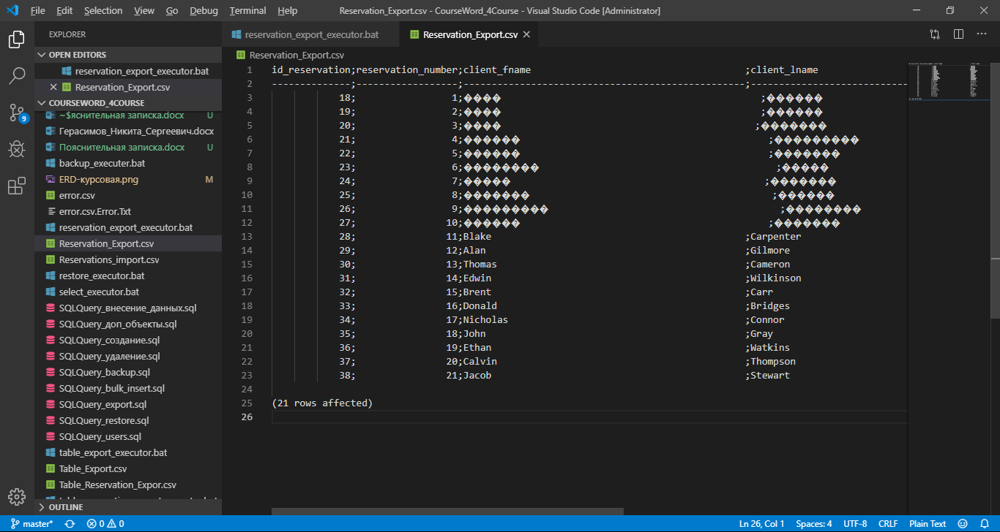 File Edit Selection View Go Debug Terminal Help Reservation_Export.csv - CourseWord_4Course - Visual Studio Code [Administrator]
EXPLORER
OPEN EDITORS
reservation_export_executor.bat
Reservation_Export.csv
COURSEWORD_4COURSE
~$яснительная записка.docx U
Герасимов_Никита_Сергеевич.docx
Пояснительная записка.docx U
backup_executer.bat
ERD-курсовая.png M
error.csv
error.csv.Error.Txt
reservation_export_executor.bat
Reservation_Export.csv
Reservations_import.csv
restore_executor.bat
select_executor.bat
SQLQuery_внесение_данных.sql
SQLQuery_доп_объекты.sql
SQLQuery_создание.sql
SQLQuery_удаление.sql
SQLQuery_backup.sql
SQLQuery_bulk_insert.sql
SQLQuery_export.sql
SQLQuery_restore.sql
SQLQuery_users.sql
table_export_executor.bat
Table_Export.csv
Table_Reservation_Expor.csv
OUTLINE
9
reservation_export_executor.bat Reservation_Export.csv
Reservation_Export.csv
1 id_reservation;reservation_number;client_fname ;client_lname
2 --------------;------------------;--------------------------------------------------;----------------------------
3 18; 1;���� ;������
4 19; 2;���� ;������
5 20; 3;���� ;�������
6 21; 4;������ ;���������
7 22; 5;������ ;�������
8 23; 6;�������� ;�����
9 24; 7;����� ;�������
10 25; 8;������� ;������
11 26; 9;��������� ;��������
12 27; 10;������ ;�������
13 28; 11;Blake ;Carpenter
14 29; 12;Alan ;Gilmore
15 30; 13;Thomas ;Cameron
16 31; 14;Edwin ;Wilkinson
17 32; 15;Brent ;Carr
18 33; 16;Donald ;Bridges
19 34; 17;Nicholas ;Connor
20 35; 18;John ;Gray
21 36; 19;Ethan ;Watkins
22 37; 20;Calvin ;Thompson
23 38; 21;Jacob ;Stewart
24
25 (21 rows affected)
26
master* 0 0 Ln 26, Col 1 Spaces: 4 UTF-8 CRLF Plain Text